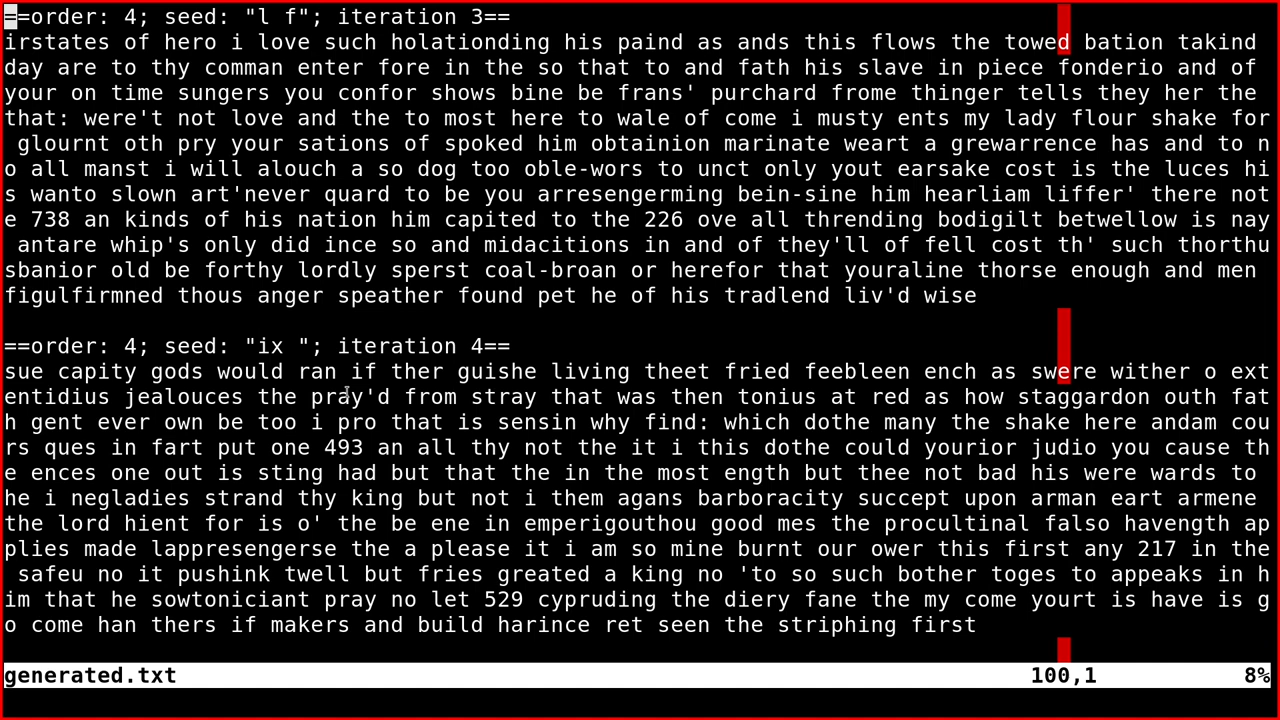 ==order: 4; seed: "l f"; iteration 3==
irstates of hero i love such holationding his paind as ands this flows the towed bation takind
day are to thy comman enter fore in the so that to and fath his slave in piece fonderio and of
your on time sungers you confor shows bine be frans' purchard frome thinger tells they her the
that: were't not love and the to most here to wale of come i musty ents my lady flour shake for
 glournt oth pry your sations of spoked him obtainion marinate weart a grewarrence has and to n
o all manst i will alouch a so dog too oble-wors to unct only yout earsake cost is the luces hi
s wanto slown art'never quard to be you arresengerming bein-sine him hearliam liffer' there not
e 738 an kinds of his nation him capited to the 226 ove all thrending bodigilt betwellow is nay
 antare whip's only did ince so and midacitions in and of they'll of fell cost th' such thorthu
sbanior old be forthy lordly sperst coal-broan or herefor that youraline thorse enough and men
figulfirmned thous anger speather found pet he of his tradlend liv'd wise
==order: 4; seed: "ix "; iteration 4==
sue capity gods would ran if ther guishe living theet fried feebleen ench as swere wither o ext
entidius jealouces the pray'd from stray that was then tonius at red as how staggardon outh fat
h gent ever own be too i pro that is sensin why find: which dothe many the shake here andam cou
rs ques in fart put one 493 an all thy not the it i this dothe could yourior judio you cause th
e ences one out is sting had but that the in the most ength but thee not bad his were wards to
he i negladies strand thy king but not i them agans barboracity succept upon arman eart armene
the lord hient for is o' the be ene in emperigouthou good mes the procultinal falso havength ap
plies made lappresengerse the a please it i am so mine burnt our ower this first any 217 in the
 safeu no it pushink twell but fries greated a king no 'to so such bother toges to appeaks in h
im that he sowtoniciant pray no let 529 cypruding the diery fane the my come yourt is have is g
o come han thers if makers and build harince ret seen the striphing first
generated.txt 100,1 8%